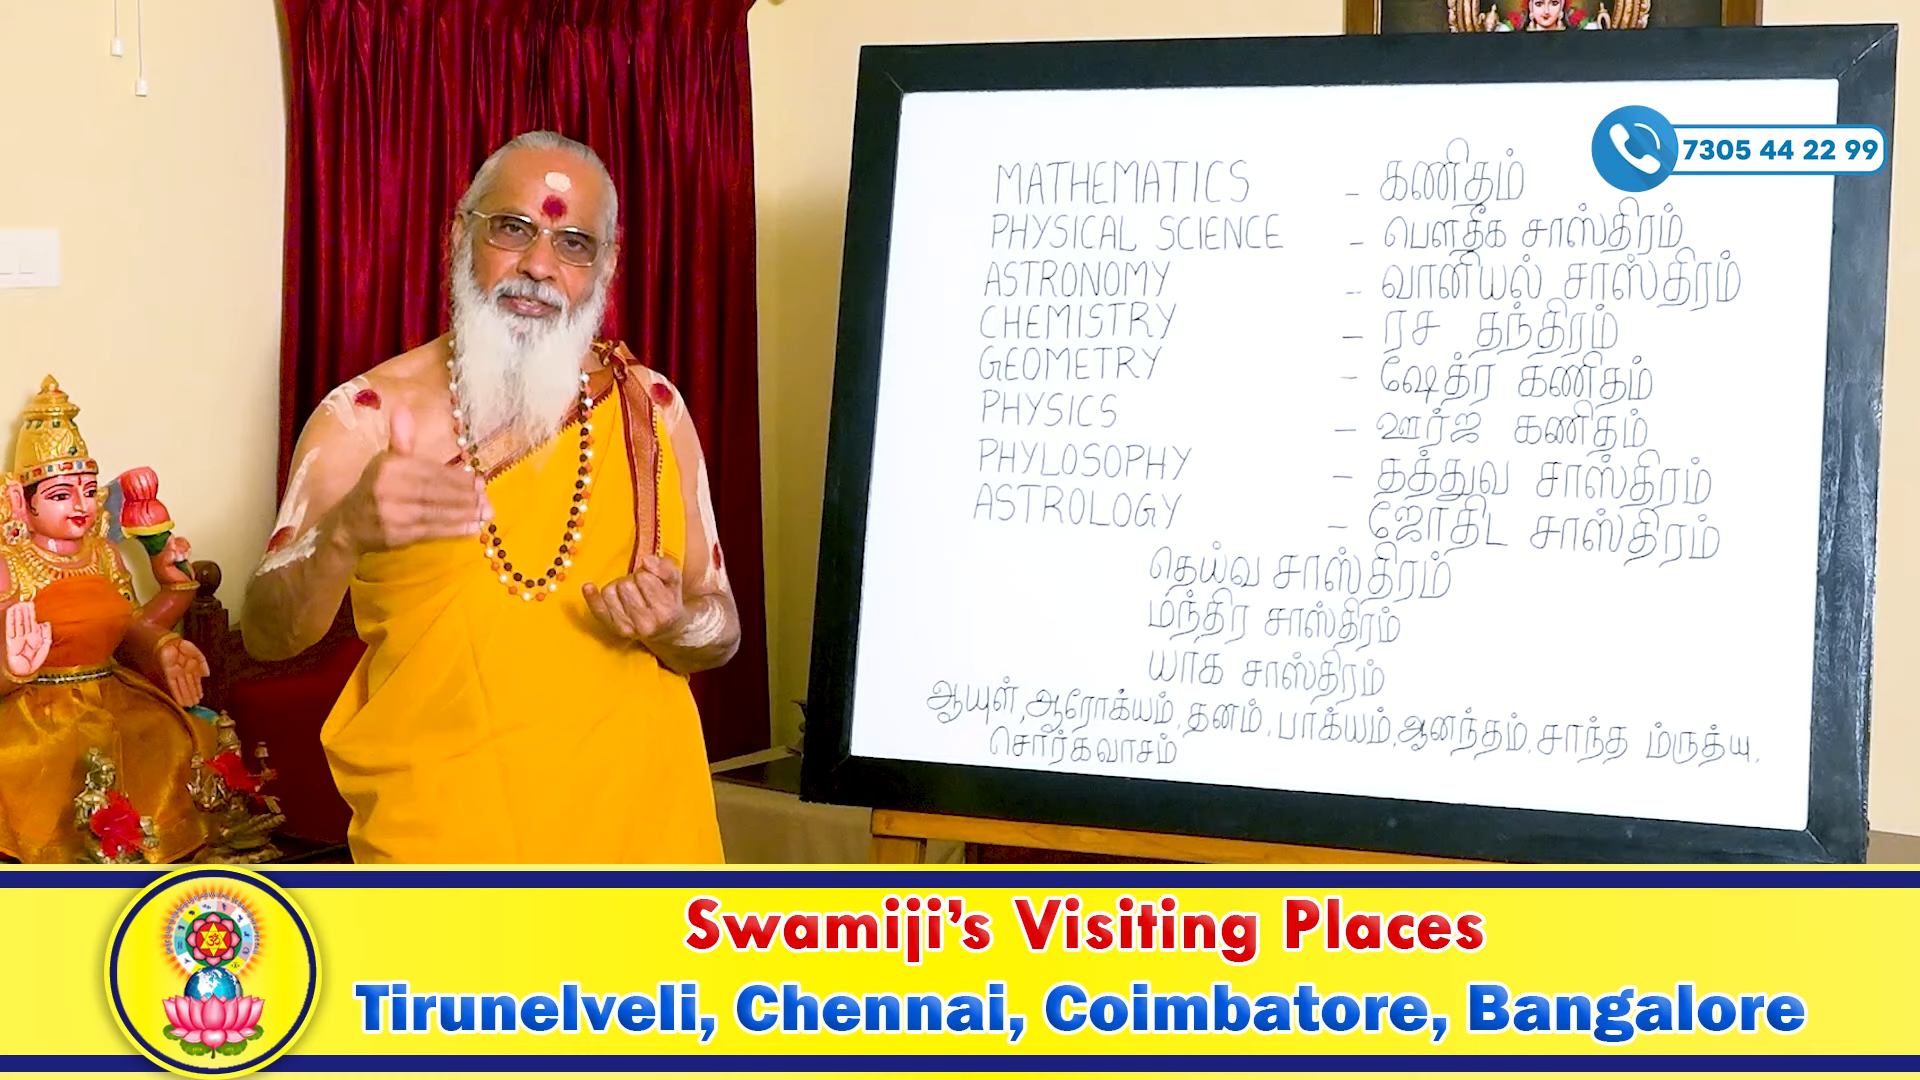 7305 44 22 99
MATHEMATICS - கணிதம்
PHYSICAL SCIENCE - பௌதீக சாஸ்திரம்
ASTRONOMY - வானியல் சாஸ்திரம்
CHEMISTRY - ரச தந்திரம்
GEOMETRY - ஷேத்ர கணிதம்
PHYSICS - ஊர்ஜ கணிதம்
PHYLOSOPHY - தத்துவ சாஸ்திரம்
ASTROLOGY - ஜோதிட சாஸ்திரம்
தெய்வ சாஸ்திரம்
மந்திர சாஸ்திரம்
யாக சாஸ்திரம்
ஆயுள், ஆரோக்யம், தனம், பாக்யம், ஆனந்தம், சாந்த ம்ருத்யு,
சொர்கவாசம்
Swamiji's Visiting Places
Tirunelveli, Chennai, Coimbatore, Bangalore